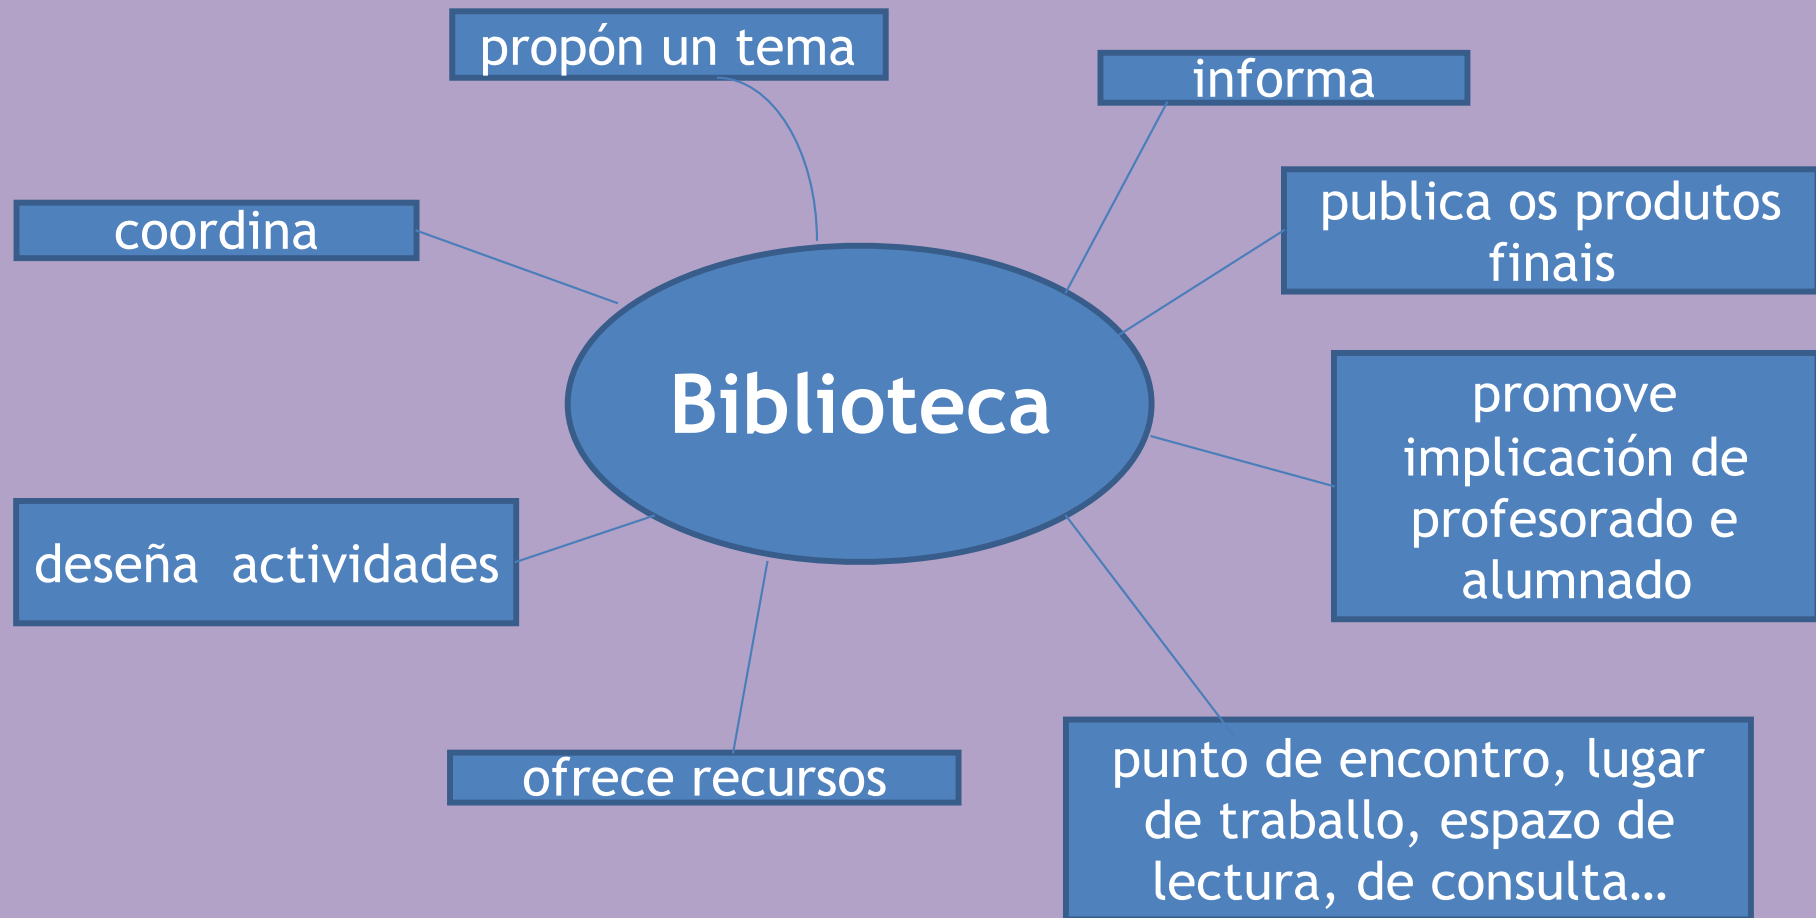 propón un tema
informa
publica os produtos
finais
coordina
Biblioteca
promove
implicación de
profesorado e
alumnado
deseña  actividades
ofrece recursos
punto de encontro, lugar
de traballo, espazo de
lectura, de consulta…